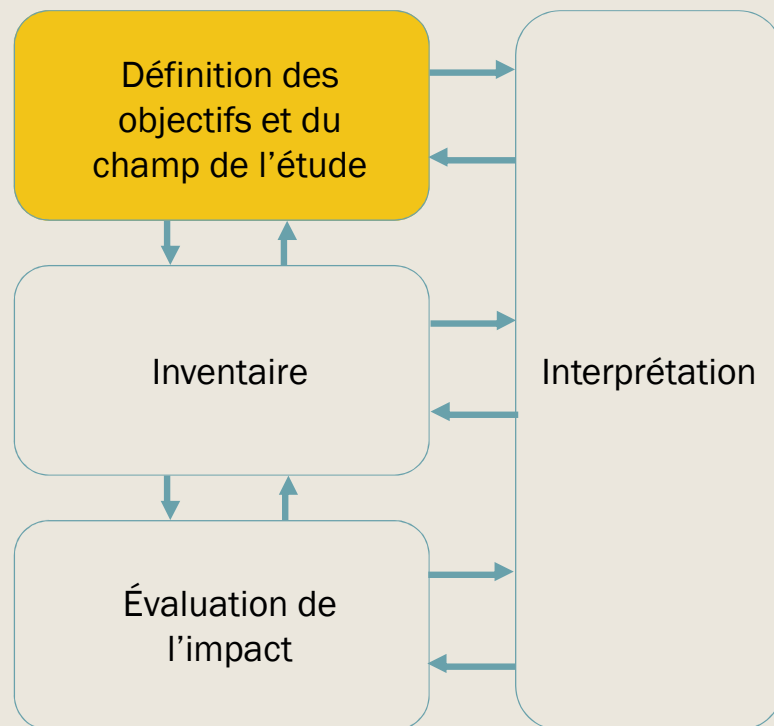 Définition des
objectifs et du
champ de l’étude
Inventaire
Interprétation
Évaluation de
l’impact